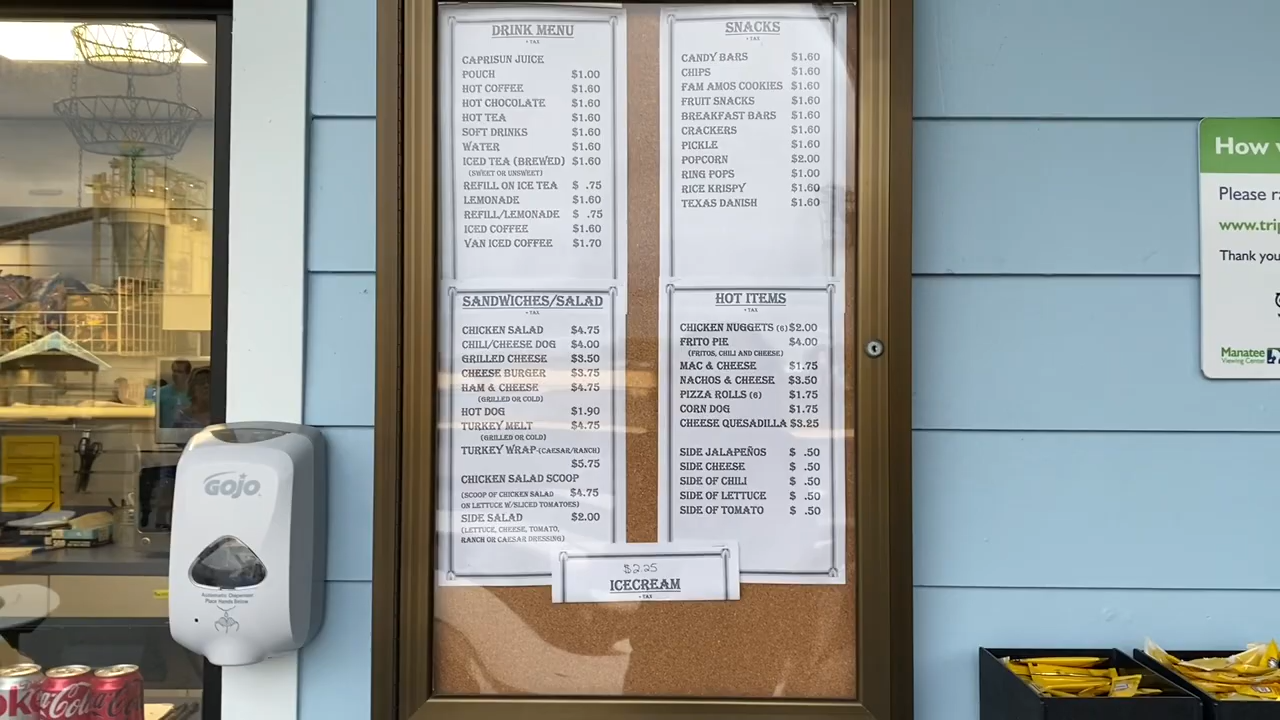 DRINK MENU
+ TAX
CAPRISUN JUICE
POUCH $1.00
HOT COFFEE $1.60
HOT CHOCOLATE $1.60
HOT TEA $1.60
SOFT DRINKS $1.60
WATER $1.60
ICED TEA (BREWED) $1.60
(SWEET OR UNSWEET)
REFILL ON ICE TEA $ .75
LEMONADE $1.60
REFILL/LEMONADE $ .75
ICED COFFEE $1.60
VAN ICED COFFEE $1.70
SNACKS
+ TAX
CANDY BARS $1.60
CHIPS $1.60
FAM AMOS COOKIES $1.60
FRUIT SNACKS $1.60
BREAKFAST BARS $1.60
CRACKERS $1.60
PICKLE $1.60
POPCORN $2.00
RING POPS $1.00
RICE KRISPY $1.60
TEXAS DANISH $1.60
SANDWICHES/SALAD
+ TAX
CHICKEN SALAD $4.75
CHILI/CHEESE DOG $4.00
GRILLED CHEESE $3.50
CHEESE BURGER $3.75
HAM & CHEESE $4.75
(GRILLED OR COLD)
HOT DOG $1.90
TURKEY MELT $4.75
(GRILLED OR COLD)
TURKEY WRAP (CAESAR/RANCH)
$5.75
CHICKEN SALAD SCOOP
(SCOOP OF CHICKEN SALAD $4.75
ON LETTUCE W/SLICED TOMATOES)
SIDE SALAD $2.00
(LETTUCE, CHEESE, TOMATO,
RANCH OR CAESAR DRESSING)
HOT ITEMS
+ TAX
CHICKEN NUGGETS (6) $2.00
FRITO PIE $4.00
(FRITOS, CHILI AND CHEESE)
MAC & CHEESE $1.75
NACHOS & CHEESE $3.50
PIZZA ROLLS (6) $1.75
CORN DOG $1.75
CHEESE QUESADILLA $3.25
SIDE JALAPEÑOS $ .50
SIDE CHEESE $ .50
SIDE OF CHILI $ .50
SIDE OF LETTUCE $ .50
SIDE OF TOMATO $ .50
$2.25
ICECREAM
+ TAX
GOJO
Automatic Dispenser
Place Hands Below
Coca-Cola
How
Please
www.trip
Thank you
Manatee
Viewing Center